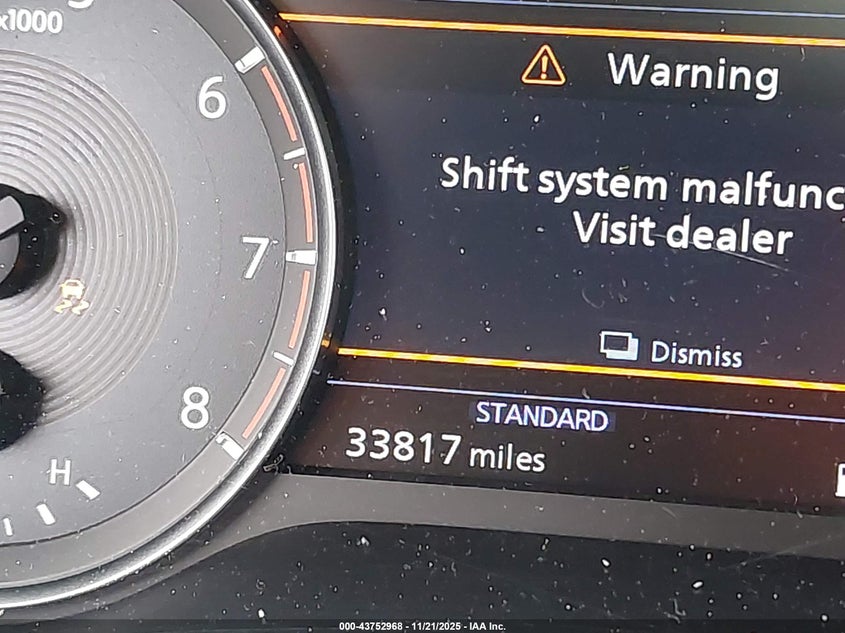 x1000
6
7
8
H
Warning
Shift system malfunc
Visit dealer
Dismiss
STANDARD
33817 miles
000-43752968 - 11/21/2025 - IAA Inc.